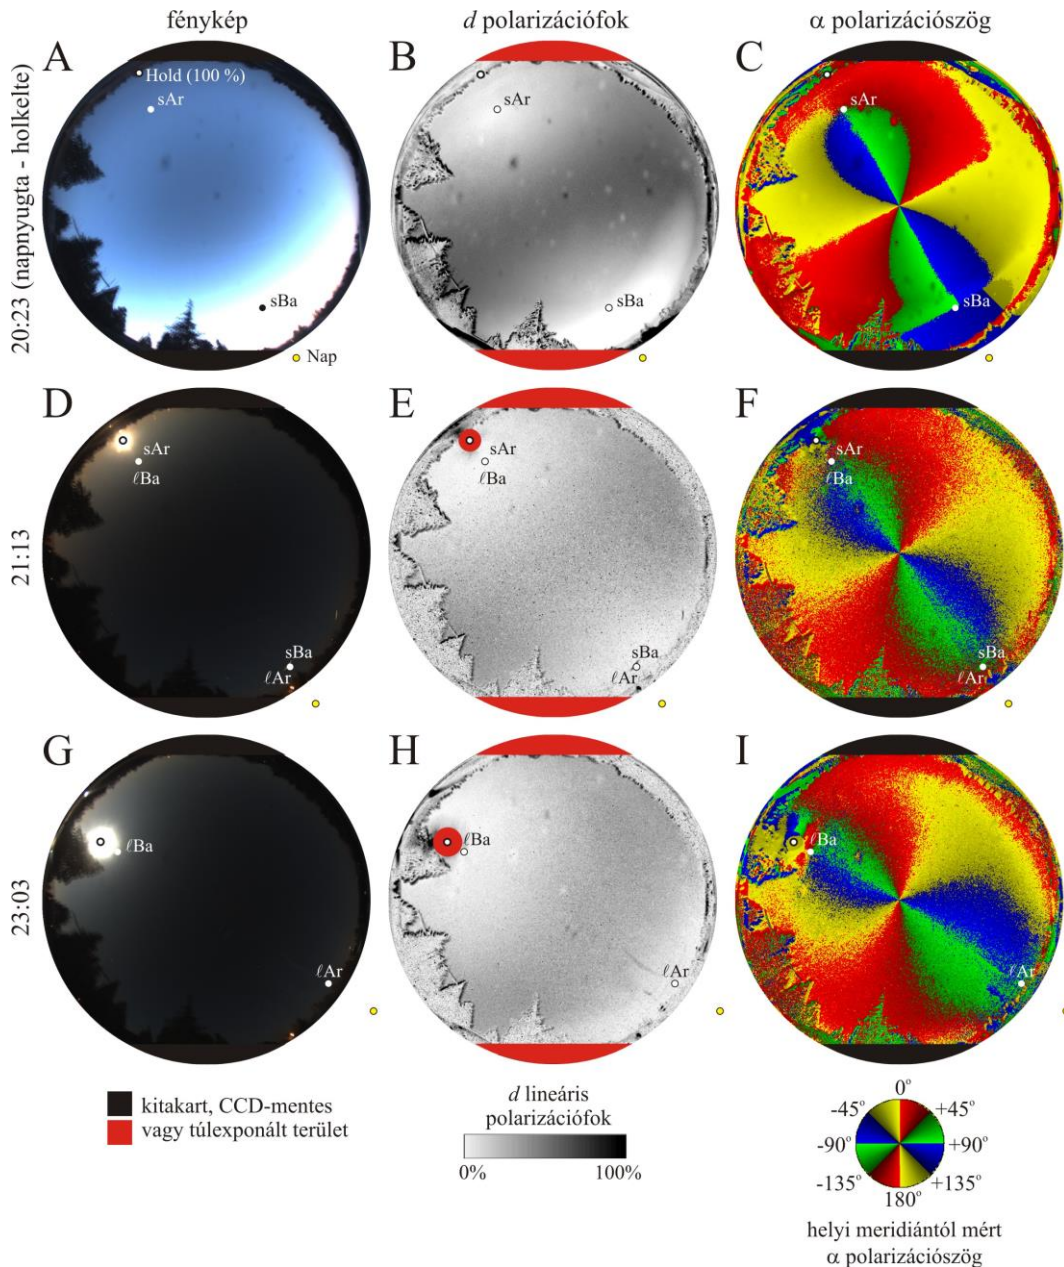 fénykép
d polarizációfok
α polarizációszög
20:23 (napnyugta - holkelte)
A
Hold (100 %)
sAr
sBa
Nap
B
sAr
sBa
C
sAr
sBa
21:13
D
sAr
ℓBa
sBa
ℓAr
E
sAr
ℓBa
sBa
ℓAr
F
sAr
ℓBa
sBa
ℓAr
23:03
G
ℓBa
ℓAr
H
ℓBa
ℓAr
I
ℓBa
ℓAr
kitakart, CCD-mentes
vagy túlexponált terület
d lineáris
polarizációfok
0%
100%
0°
-45°
+45°
-90°
+90°
-135°
+135°
180°
helyi meridiántól mért
α polarizációszög